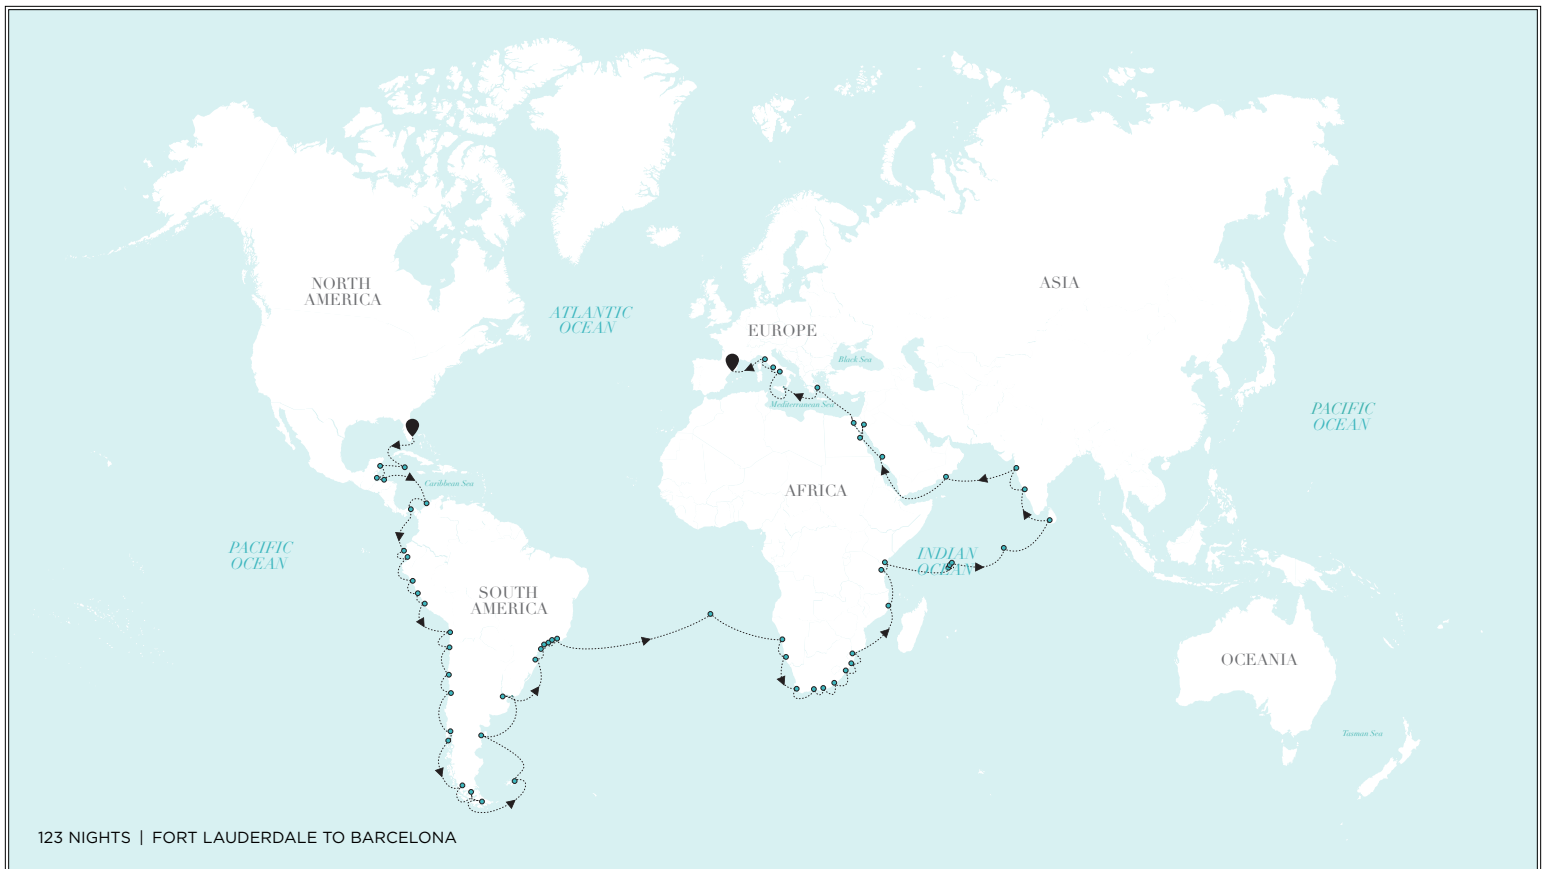 NORTH
AMERICA
ATLANTIC
OCEAN
EUROPE
ASIA
Black Sea
Mediterranean Sea
PACIFIC
OCEAN
Caribbean Sea
AFRICA
PACIFIC
OCEAN
INDIAN
OCEAN
SOUTH
AMERICA
OCEANIA
Tasman Sea
123 NIGHTS | FORT LAUDERDALE TO BARCELONA